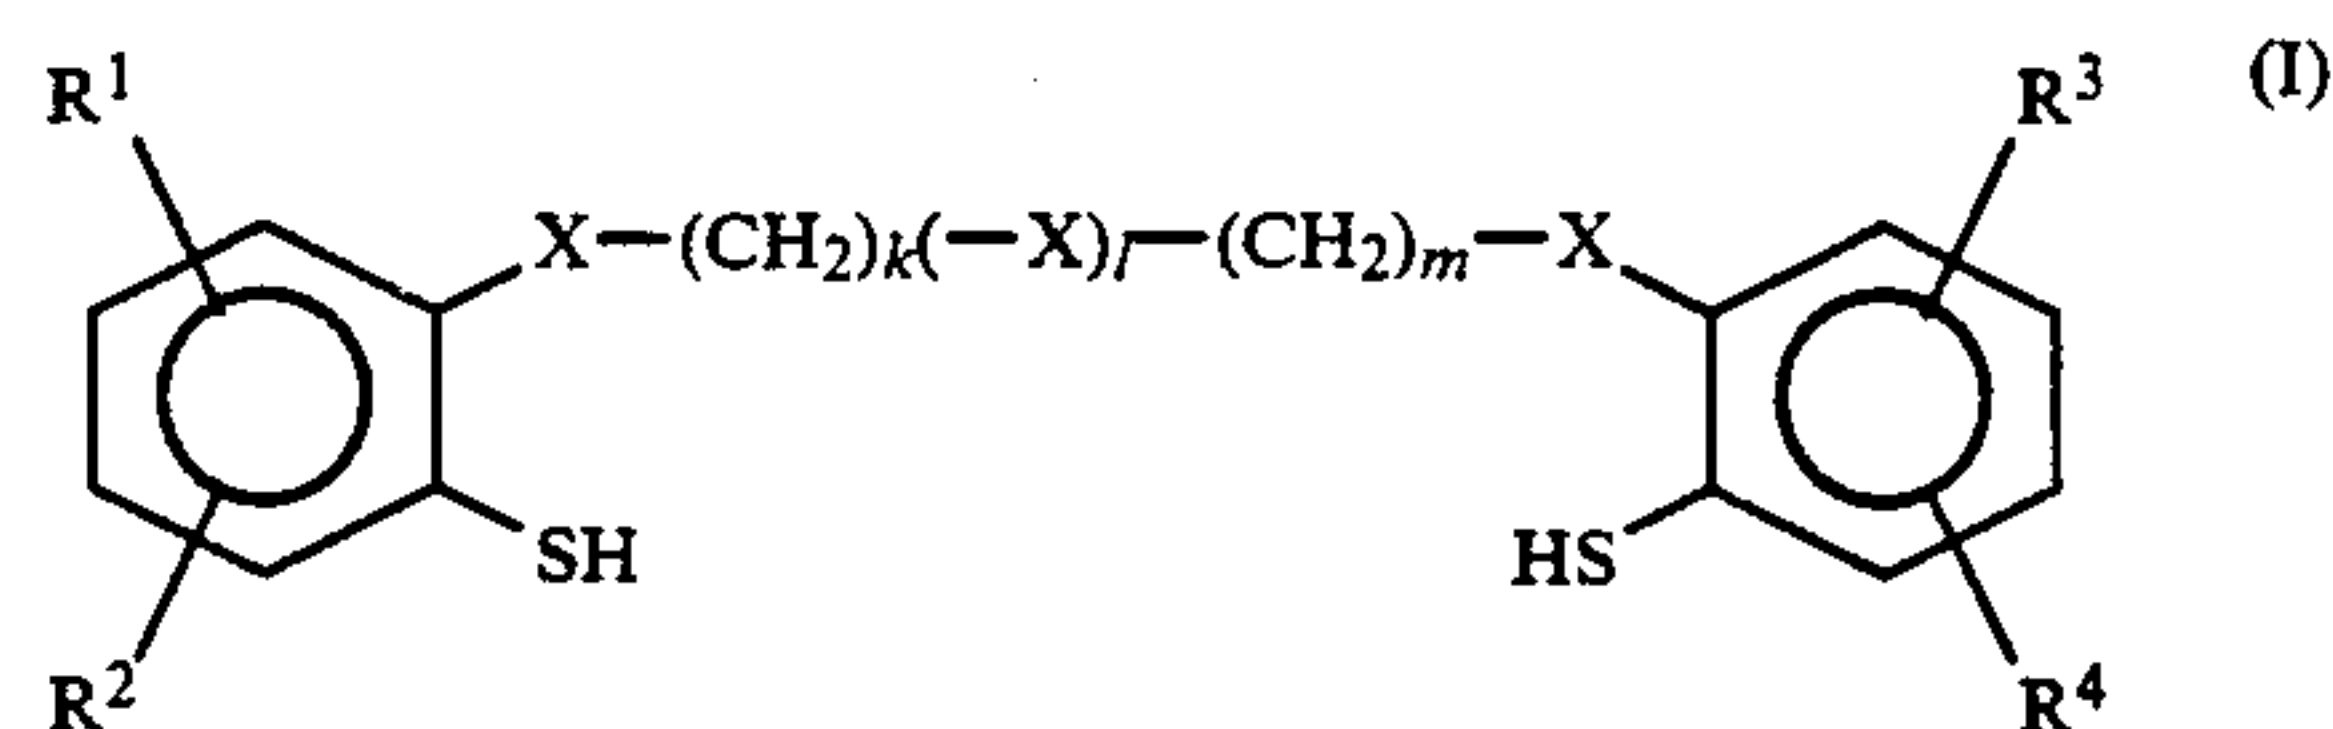 R¹ R³ (I)
X—(CH₂)ₖ(—X)ₗ—(CH₂)ₘ—X
SH HS
R² R⁴